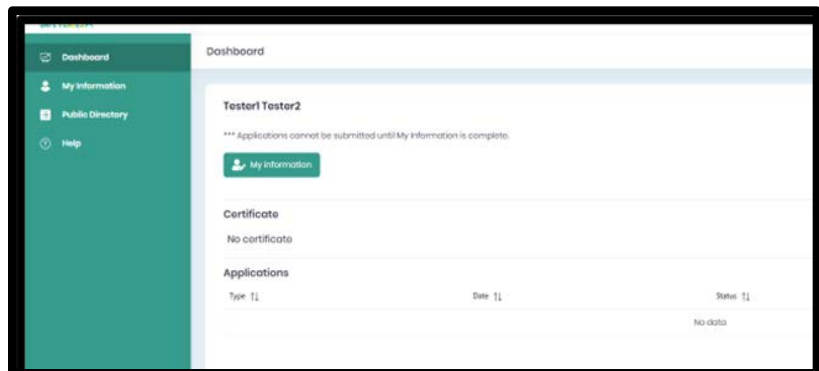 Dashboard
Dashboard
My Information
Public Directory
Help
Tester1 Tester2
*** Applications cannot be submitted until My Information is complete.
My Information
Certificate
No certificate
Applications
Type Date Status
No data